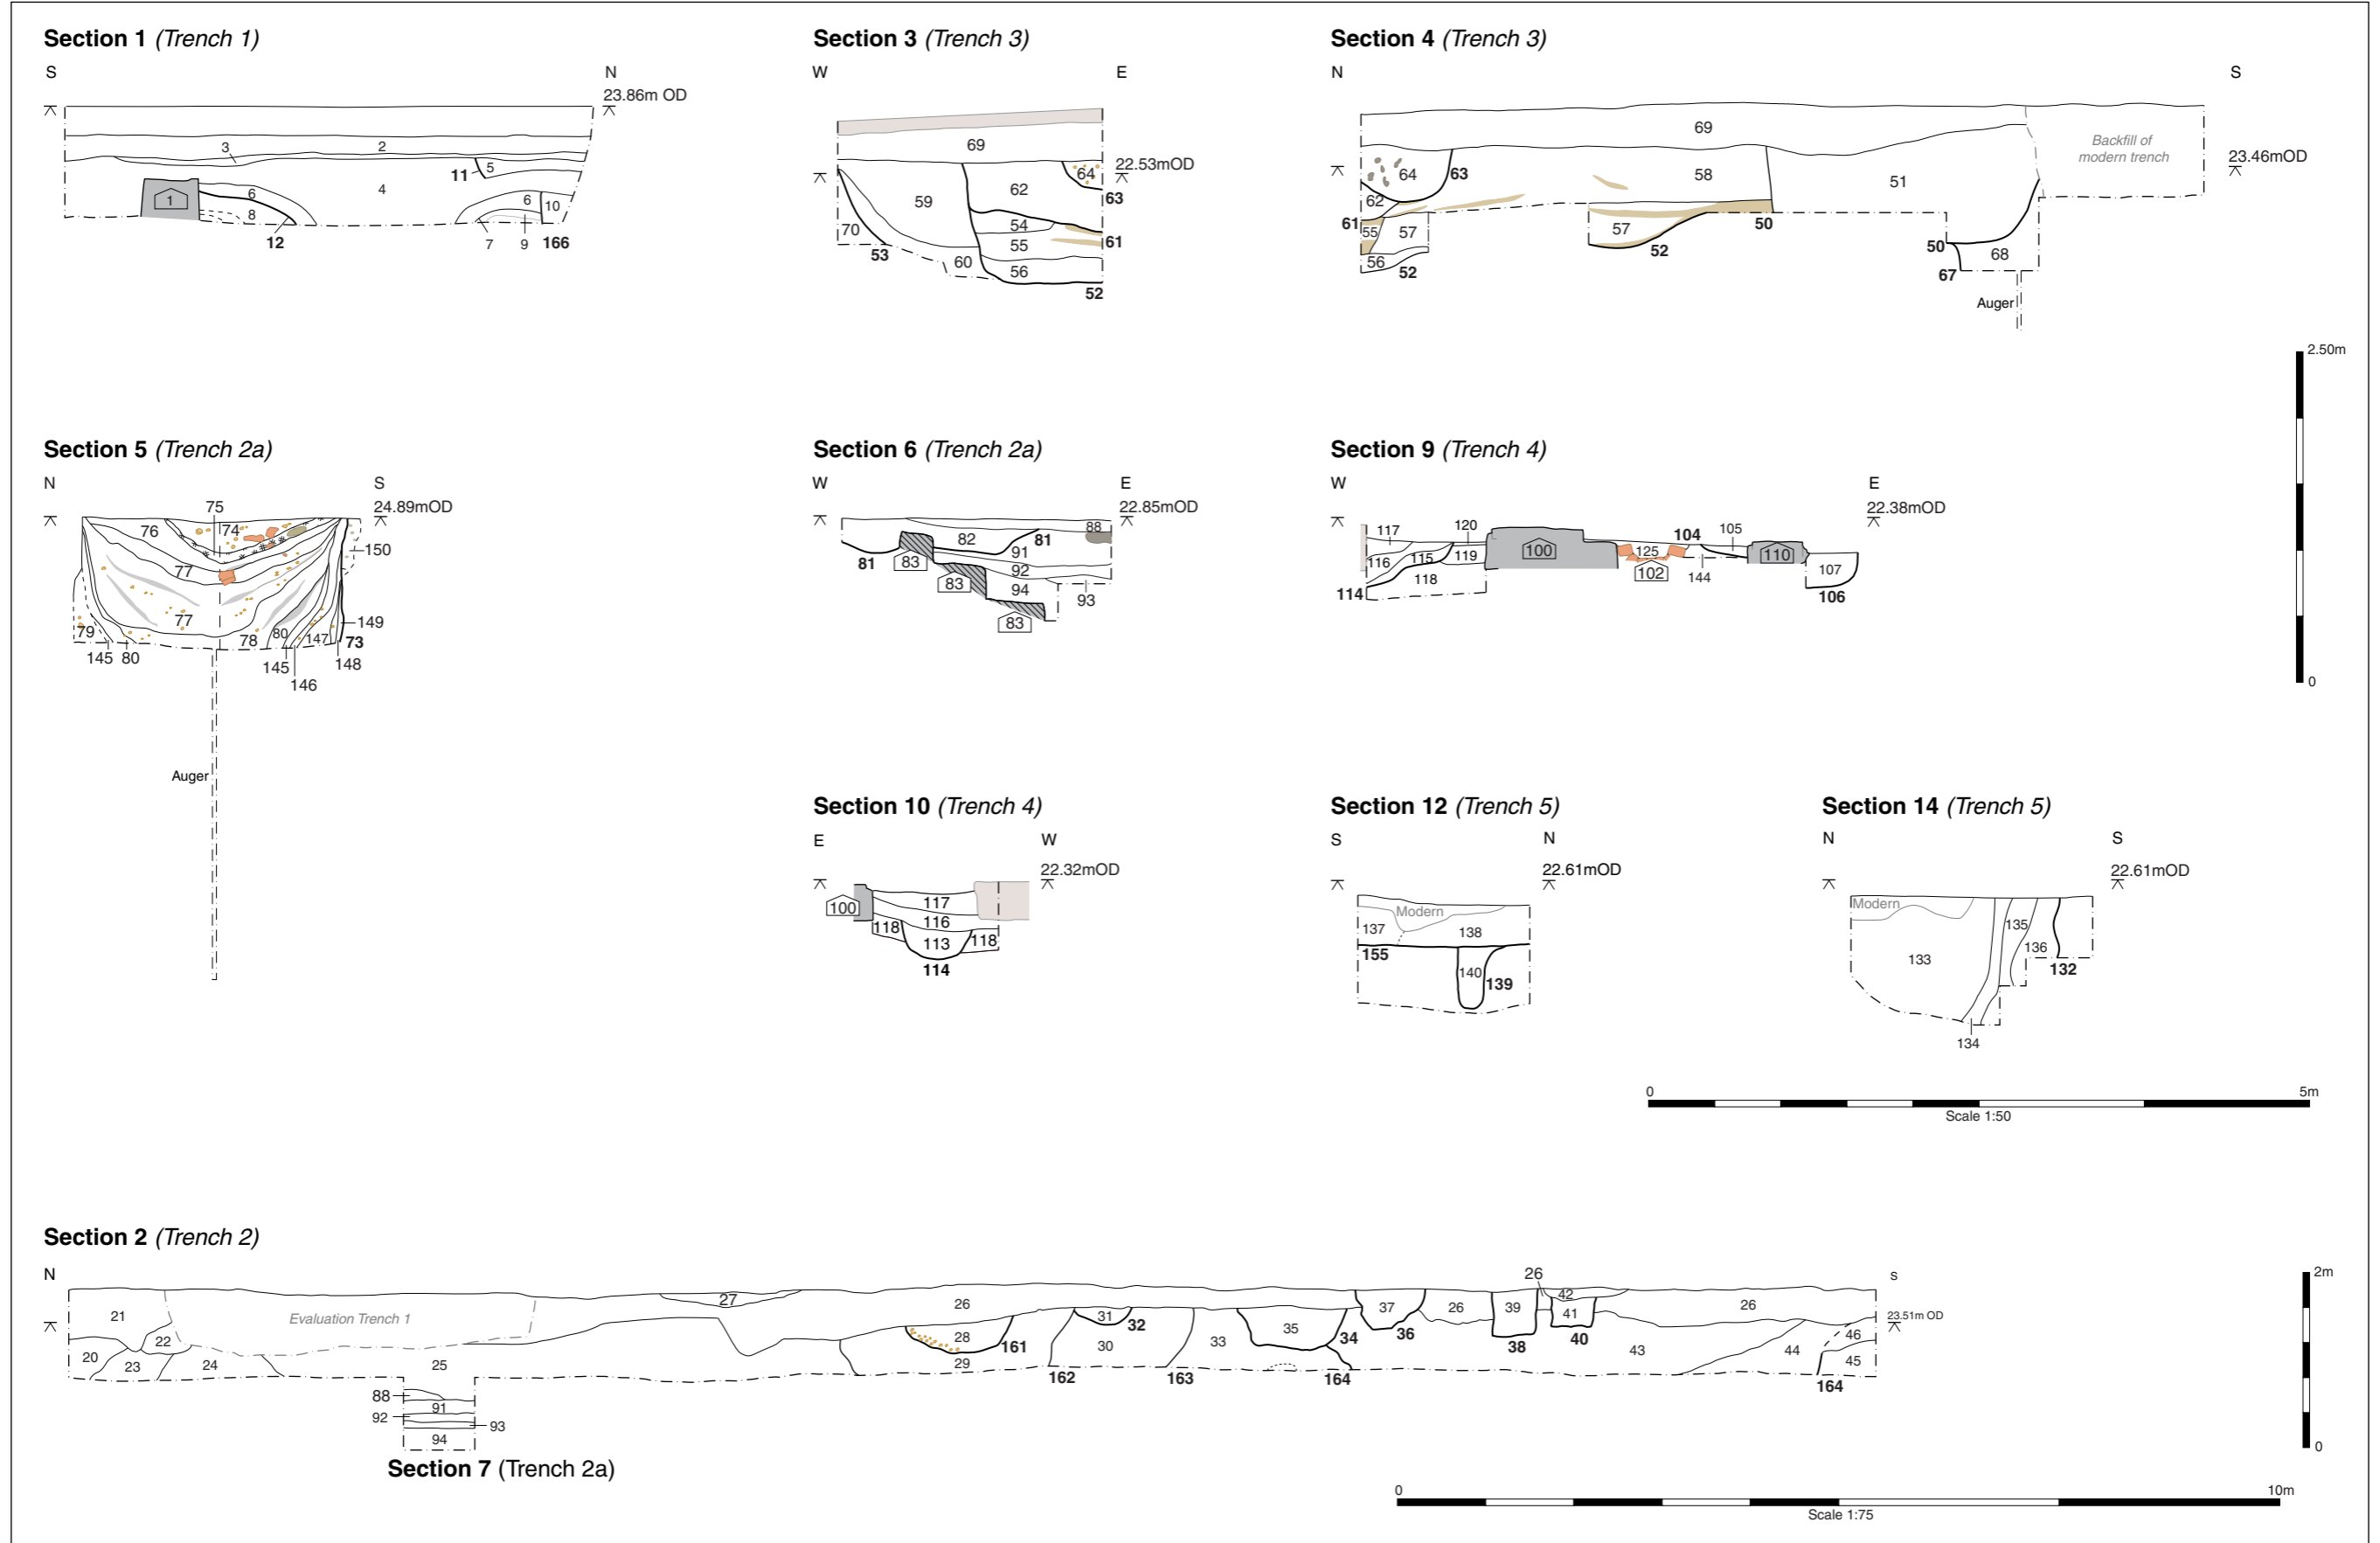 Section 1 (Trench 1)
S
N
23.86m OD
3
2
11
5
4
1
6
8
12
6
10
7
9
166
Section 3 (Trench 3)
W
E
69
22.53mOD
64
62
63
59
54
70
55
61
53
60
56
52
Section 4 (Trench 3)
N
S
69
Backfill of
modern trench
23.46mOD
64
63
58
51
62
61
55
57
57
50
52
56
52
50
68
67
Auger
2.50m
0
Section 5 (Trench 2a)
N
S
24.89mOD
75
76
74
150
77
77
149
79
78
80
147
73
145
80
145
148
146
Auger
Section 6 (Trench 2a)
W
E
22.85mOD
88
82
81
91
81
83
92
83
94
93
83
Section 9 (Trench 4)
W
E
22.38mOD
117
120
104
105
100
125
110
116
115
119
107
118
102
144
114
106
Section 10 (Trench 4)
E
W
22.32mOD
100
117
116
118
113
118
114
Section 12 (Trench 5)
S
N
22.61mOD
Modern
137
138
155
140
139
Section 14 (Trench 5)
N
S
22.61mOD
Modern
135
136
133
132
134
0
5m
Scale 1:50
Section 2 (Trench 2)
N
S
26
2m
21
Evaluation Trench 1
27
26
37
26
39
42
41
26
23.51m OD
22
28
31
32
35
34
36
40
46
20
23
24
25
161
30
33
38
43
44
45
29
162
163
164
164
88
91
92
93
94
0
Section 7 (Trench 2a)
0
10m
Scale 1:75